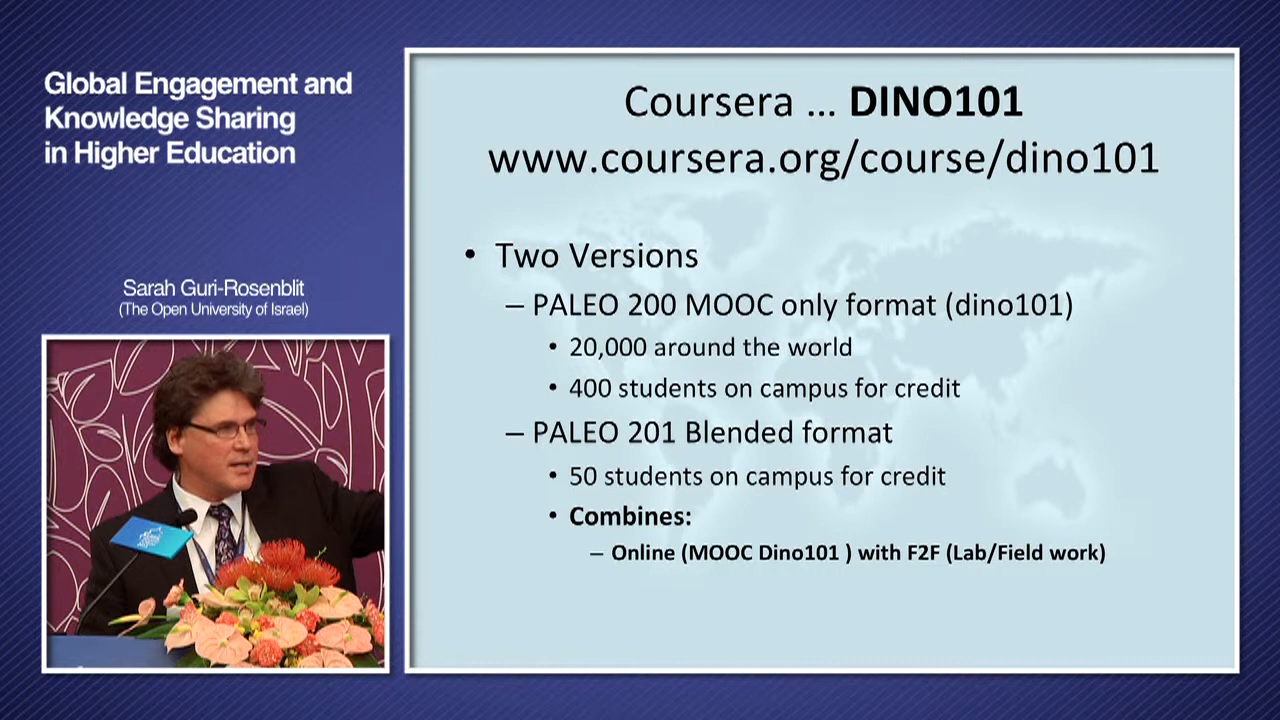 Global Engagement and
Knowledge Sharing
in Higher Education
Sarah Guri-Rosenblit
(The Open University of Israel)
Coursera ... DINO101
www.coursera.org/course/dino101
• Two Versions
– PALEO 200 MOOC only format (dino101)
• 20,000 around the world
• 400 students on campus for credit
– PALEO 201 Blended format
• 50 students on campus for credit
• Combines:
– Online (MOOC Dino101 ) with F2F (Lab/Field work)